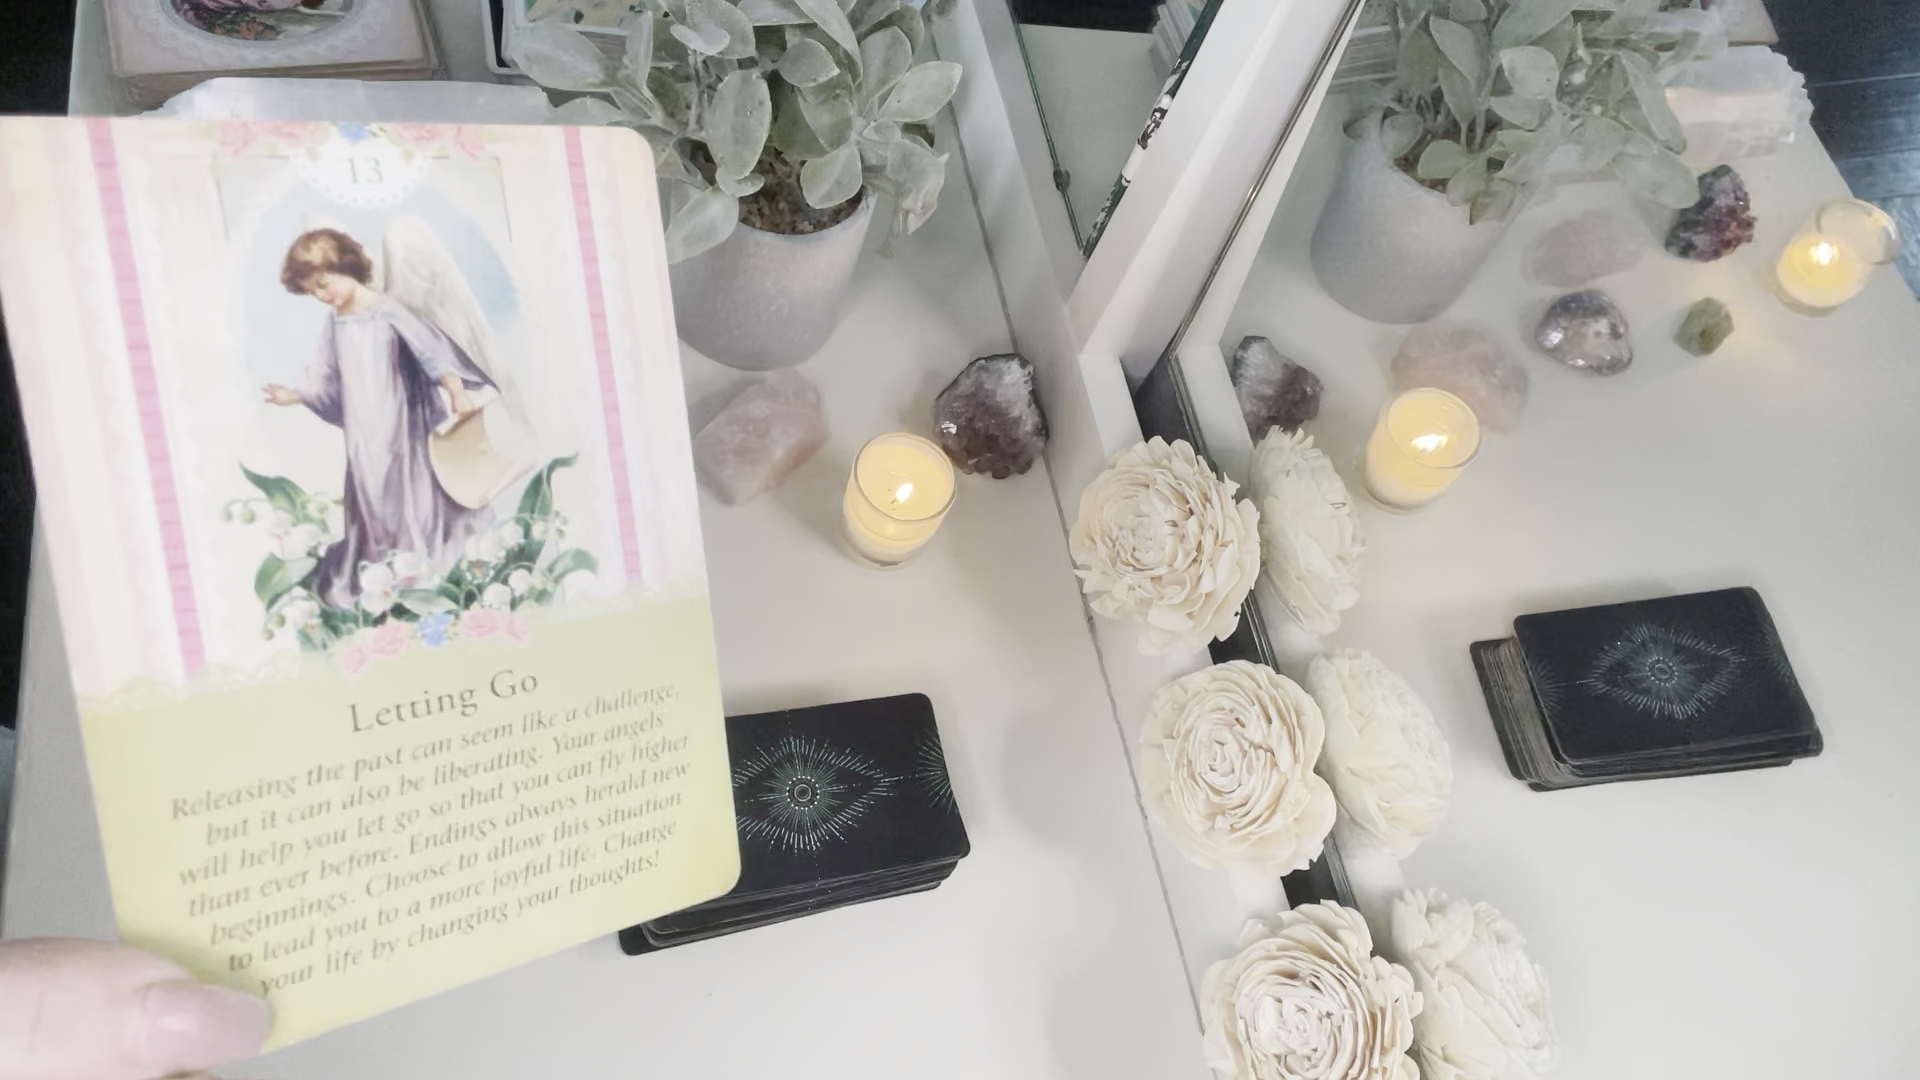 13
Letting Go
Releasing the past can seem like a challenge,
but it can also be liberating. Your angels
will help you let go so that you can fly higher
than ever before. Endings always herald new
beginnings. Choose to allow this situation
to lead you to a more joyful life. Change
your life by changing your thoughts!